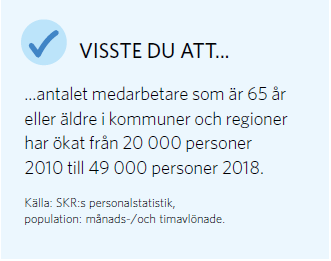 VISSTE DU ATT...
...antalet medarbetare som är 65 år
eller äldre i kommuner och regioner
har ökat från 20 000 personer
2010 till 49 000 personer 2018.
Källa: SKR:s personalstatistik,
population: månads-/och timavlönade.